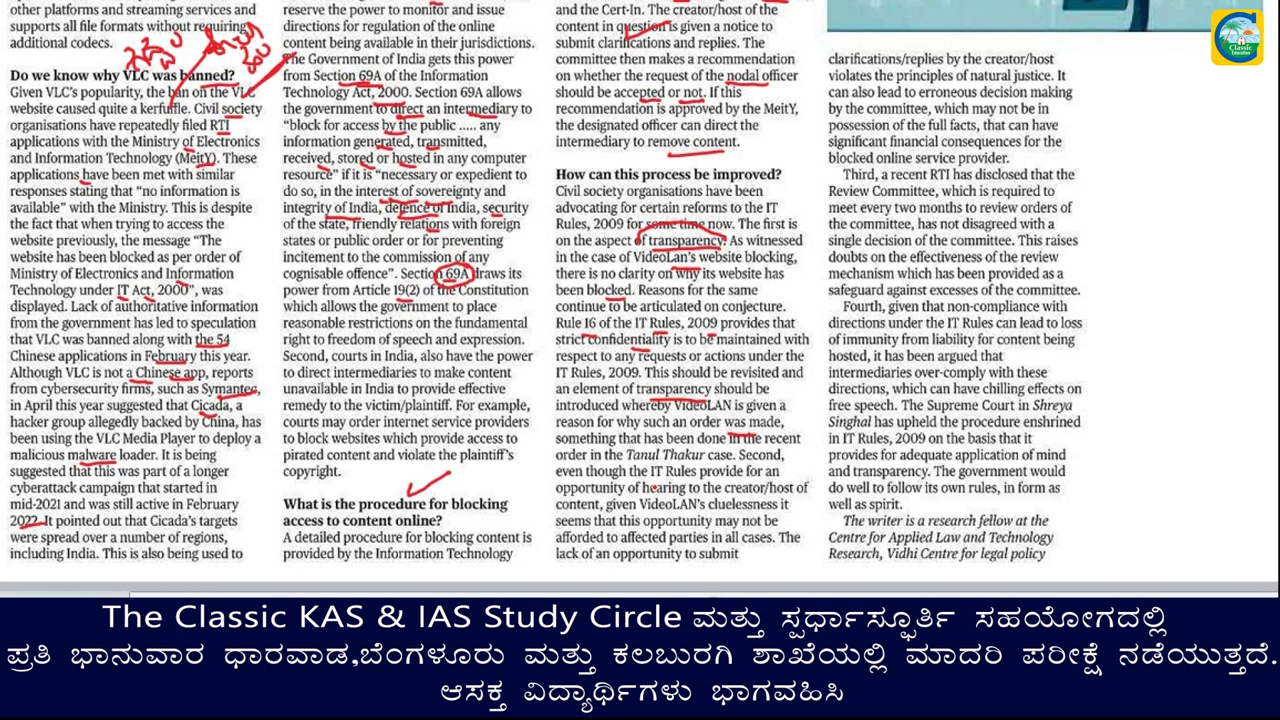 other platforms and streaming services and
supports all file formats without requiring
additional codecs.
Do we know why VLC was banned?
Given VLC's popularity, the ban on the VLC
website caused quite a kerfuffle. Civil society
organisations have repeatedly filed RTI
applications with the Ministry of Electronics
and Information Technology (MeitY). These
applications have been met with similar
responses stating that “no information is
available” with the Ministry. This is despite
the fact that when trying to access the
website previously, the message “The
website has been blocked as per order of
Ministry of Electronics and Information
Technology under IT Act, 2000”, was
displayed. Lack of authoritative information
from the government has led to speculation
that VLC was banned along with the 54
Chinese applications in February this year.
Although VLC is not a Chinese app, reports
from cybersecurity firms, such as Symantec,
in April this year suggested that Cicada, a
hacker group allegedly backed by China, has
been using the VLC Media Player to deploy a
malicious malware loader. It is being
suggested that this was part of a longer
cyberattack campaign that started in
mid-2021 and was still active in February
2022. It pointed out that Cicada's targets
were spread over a number of regions,
including India. This is also being used to
reserve the power to monitor and issue
directions for regulation of the online
content being available in their jurisdictions.
The Government of India gets this power
from Section 69A of the Information
Technology Act, 2000. Section 69A allows
the government to direct an intermediary to
“block for access by the public ..... any
information generated, transmitted,
received, stored or hosted in any computer
resource” if it is “necessary or expedient to
do so, in the interest of sovereignty and
integrity of India, defence of India, security
of the state, friendly relations with foreign
states or public order or for preventing
incitement to the commission of any
cognisable offence”. Section 69A draws its
power from Article 19(2) of the Constitution
which allows the government to place
reasonable restrictions on the fundamental
right to freedom of speech and expression.
Second, courts in India, also have the power
to direct intermediaries to make content
unavailable in India to provide effective
remedy to the victim/plaintiff. For example,
courts may order internet service providers
to block websites which provide access to
pirated content and violate the plaintiff's
copyright.
What is the procedure for blocking
access to content online?
A detailed procedure for blocking content is
provided by the Information Technology
and the Cert-In. The creator/host of the
content in question is given a notice to
submit clarifications and replies. The
committee then makes a recommendation
on whether the request of the nodal officer
should be accepted or not. If this
recommendation is approved by the MeitY,
the designated officer can direct the
intermediary to remove content.
How can this process be improved?
Civil society organisations have been
advocating for certain reforms to the IT
Rules, 2009 for some time now. The first is
on the aspect of transparency. As witnessed
in the case of VideoLan's website blocking,
there is no clarity on why its website has
been blocked. Reasons for the same
continue to be articulated on conjecture.
Rule 16 of the IT Rules, 2009 provides that
strict confidentiality is to be maintained with
respect to any requests or actions under the
IT Rules, 2009. This should be revisited and
an element of transparency should be
introduced whereby VideoLAN is given a
reason for why such an order was made,
something that has been done in the recent
order in the Tanul Thakur case. Second,
even though the IT Rules provide for an
opportunity of hearing to the creator/host of
content, given VideoLAN's cluelessness it
seems that this opportunity may not be
afforded to affected parties in all cases. The
lack of an opportunity to submit
clarifications/replies by the creator/host
violates the principles of natural justice. It
can also lead to erroneous decision making
by the committee, which may not be in
possession of the full facts, that can have
significant financial consequences for the
blocked online service provider.
Third, a recent RTI has disclosed that the
Review Committee, which is required to
meet every two months to review orders of
the committee, has not disagreed with a
single decision of the committee. This raises
doubts on the effectiveness of the review
mechanism which has been provided as a
safeguard against excesses of the committee.
Fourth, given that non-compliance with
directions under the IT Rules can lead to loss
of immunity from liability for content being
hosted, it has been argued that
intermediaries over-comply with these
directions, which can have chilling effects on
free speech. The Supreme Court in Shreya
Singhal has upheld the procedure enshrined
in IT Rules, 2009 on the basis that it
provides for adequate application of mind
and transparency. The government would
do well to follow its own rules, in form as
well as spirit.
The writer is a research fellow at the
Centre for Applied Law and Technology
Research, Vidhi Centre for legal policy
Classic
Education
The Classic KAS & IAS Study Circle ಮತ್ತು ಸ್ಪರ್ಧಾಸ್ಫೂರ್ತಿ ಸಹಯೋಗದಲ್ಲಿ
ಪ್ರತಿ ಭಾನುವಾರ ಧಾರವಾಡ,ಬೆಂಗಳೂರು ಮತ್ತು ಕಲಬುರಗಿ ಶಾಖೆಯಲ್ಲಿ ಮಾದರಿ ಪರೀಕ್ಷೆ ನಡೆಯುತ್ತದೆ.
ಆಸಕ್ತ ವಿದ್ಯಾರ್ಥಿಗಳು ಭಾಗವಹಿಸಿ